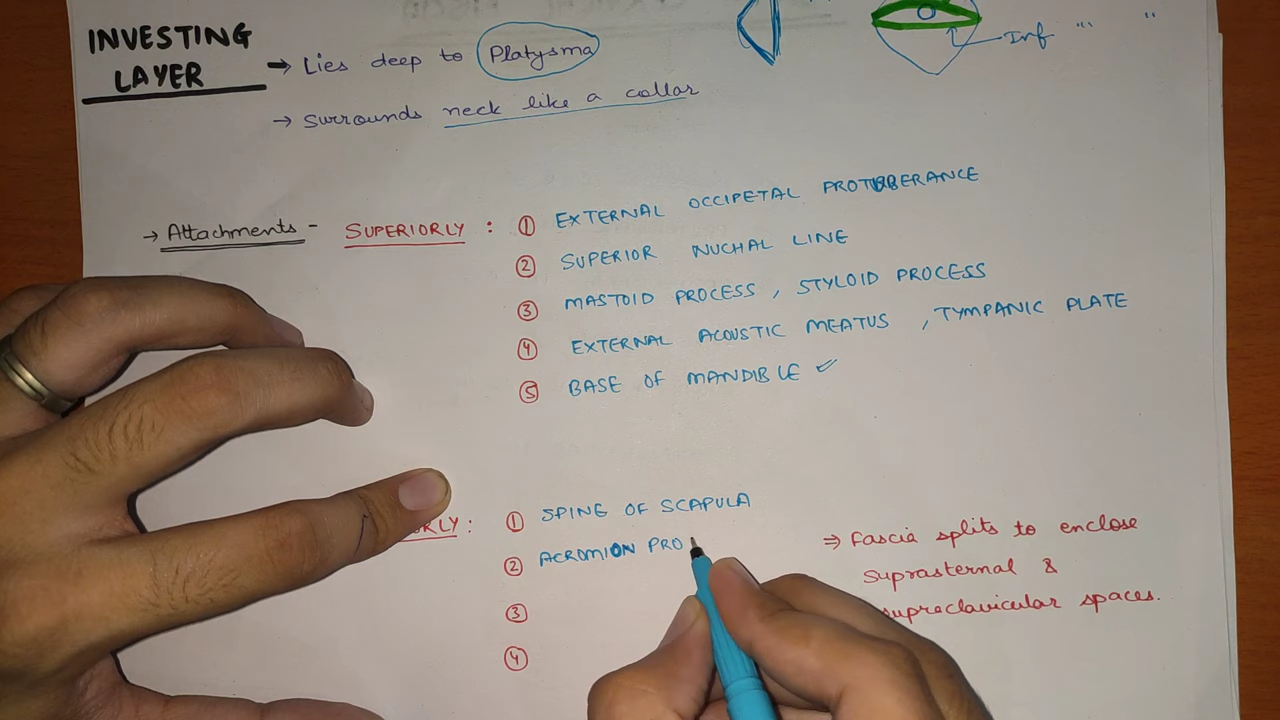 INVESTING
LAYER
→ Lies deep to Platysma
→ Surrounds neck like a collar
Inf " "
→ Attachments - SUPERIORLY : ① EXTERNAL OCCIPETAL PROTUBERANCE
② SUPERIOR NUCHAL LINE
③ MASTOID PROCESS , STYLOID PROCESS
④ EXTERNAL ACOUSTIC MEATUS , TYMPANIC PLATE
⑤ BASE OF MANDIBLE ✓
ORLY : ① SPINE OF SCAPULA
② ACROMION PRO
③
④
⇒ Fascia splits to enclose
suprasternal &
supraclavicular spaces.